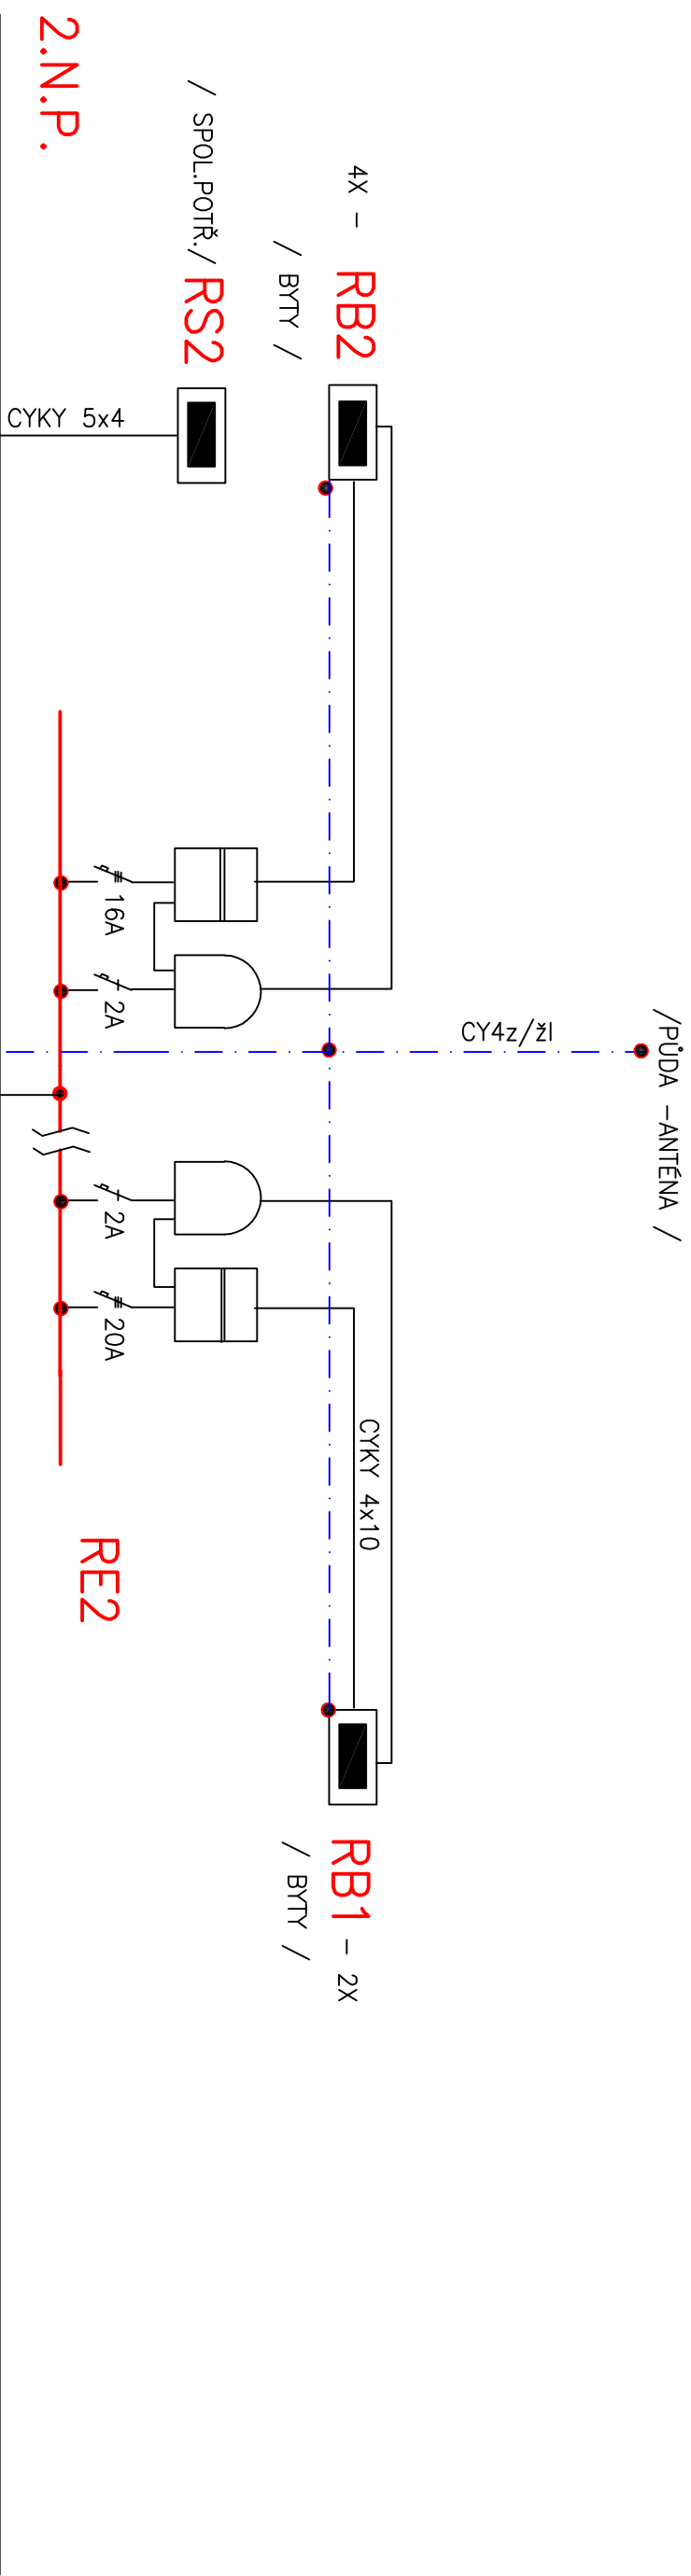 2.N.P.
/ SPOL.POTŘ./ RS2
4X - RB2
/ BYTY /
CYKY 5x4
16A
2A
CY4z/žl
/PŮDA -ANTÉNA /
2A
20A
CYKY 4x10
RE2
RB1 - 2X
/ BYTY /